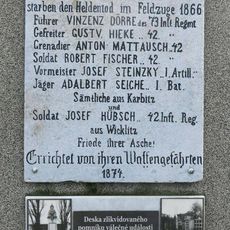 starben den Heldentod im Feldzuge 1866
Führer VINZENZ DÖRRE des 73 Inft Regent
Gefreiter GUSTV HIEKE .. 42 "
Grenadier ANTON MATTAUSCH .. 42
Soldat ROBERT FISCHER .. 42 "
Vormeister JOSEF STEINZKY „ 1. Artill: "
Jäger ADALBERT SEICHE „ 1. Bat.
Sämtliche aus Karbitz
und
Soldat JOSEF HÜBSCH .. 42 Inft. Reg.
aus Wicklitz
Friede ihrer Asche!
Errichtet von ihren Waffengefährten
1874.
Deska zlikvidovaného
pomníku válečné události